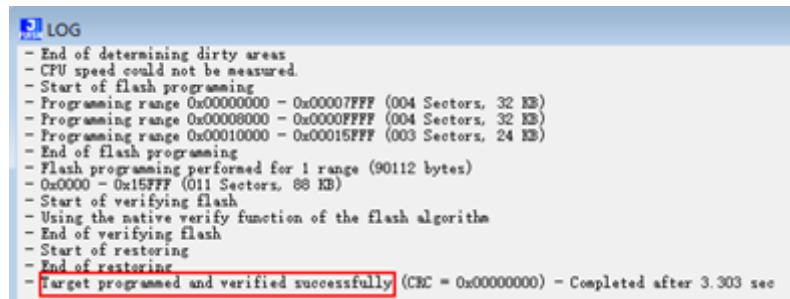 LOG
- End of determining dirty areas
- CPU speed could not be measured.
- Start of flash programming
- Programming range 0x00000000 - 0x00007FFF (004 Sectors, 32 KB)
- Programming range 0x00008000 - 0x0000FFFF (004 Sectors, 32 KB)
- Programming range 0x00010000 - 0x00015FFF (003 Sectors, 24 KB)
- End of flash programming
- Flash programming performed for 1 range (90112 bytes)
- 0x0000 - 0x15FFF (011 Sectors, 88 KB)
- Start of verifying flash
- Using the native verify function of the flash algorithm
- End of verifying flash
- Start of restoring
- End of restoring
- Target programmed and verified successfully (CRC = 0x00000000) - Completed after 3.303 sec